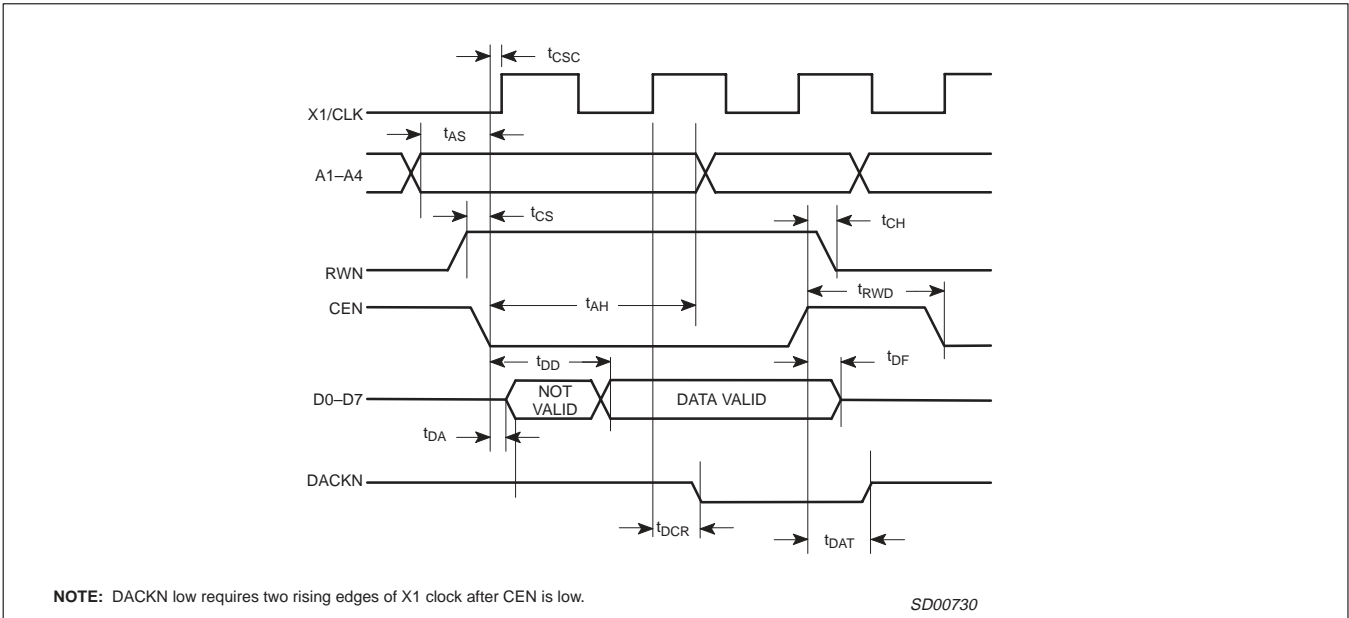 tCSC
X1/CLK
tAS
A1–A4
tCS
tCH
RWN
tRWD
CEN
tAH
tDD
tDF
D0–D7
NOT
VALID
DATA VALID
tDA
DACKN
tDCR
tDAT
NOTE: DACKN low requires two rising edges of X1 clock after CEN is low.
SD00730